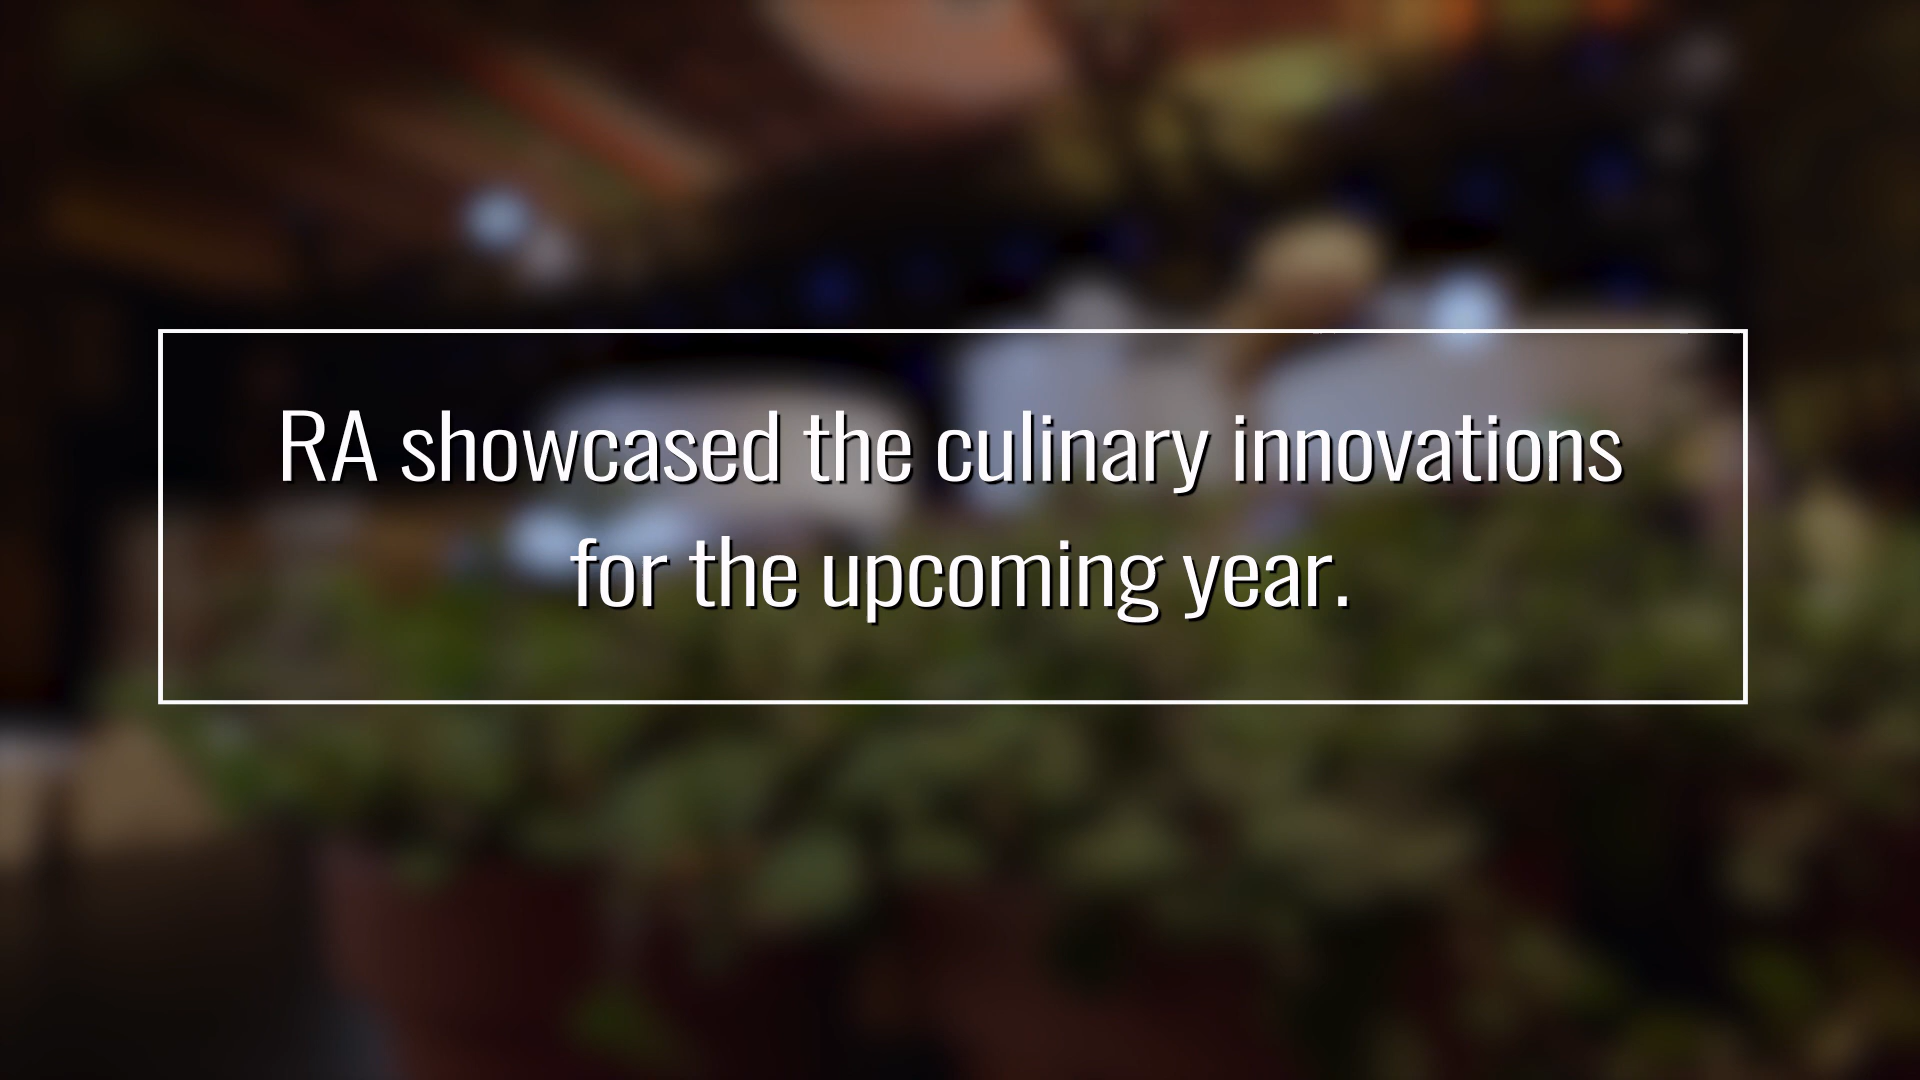 RA showcased the culinary innovations
for the upcoming year.